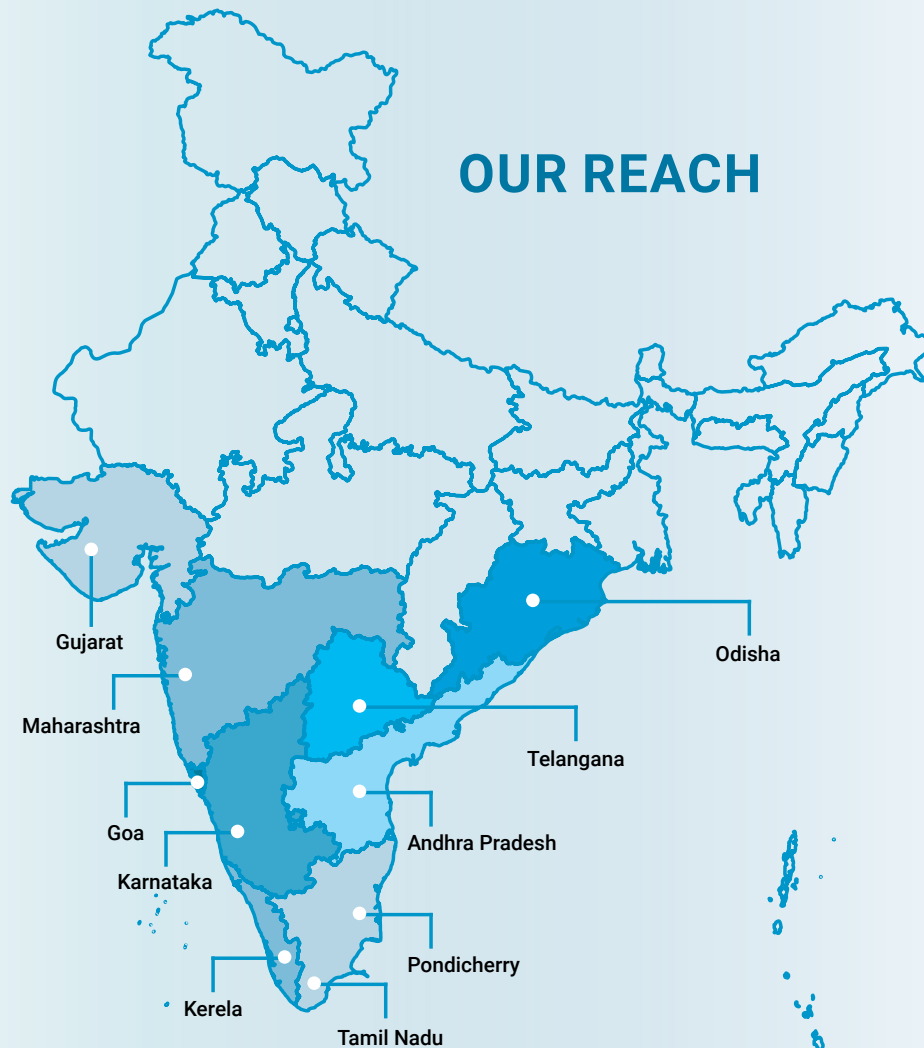 OUR REACH
Gujarat
Odisha
Maharashtra
Telangana
Goa
Andhra Pradesh
Karnataka
Pondicherry
Kerela
Tamil Nadu